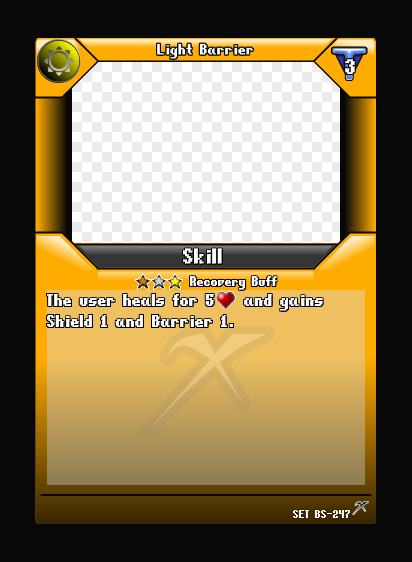 Light Barrier
3
Skill
Recovery Buff
The user heals for 5 and gains
Shield 1 and Barrier 1.
SET BS-247